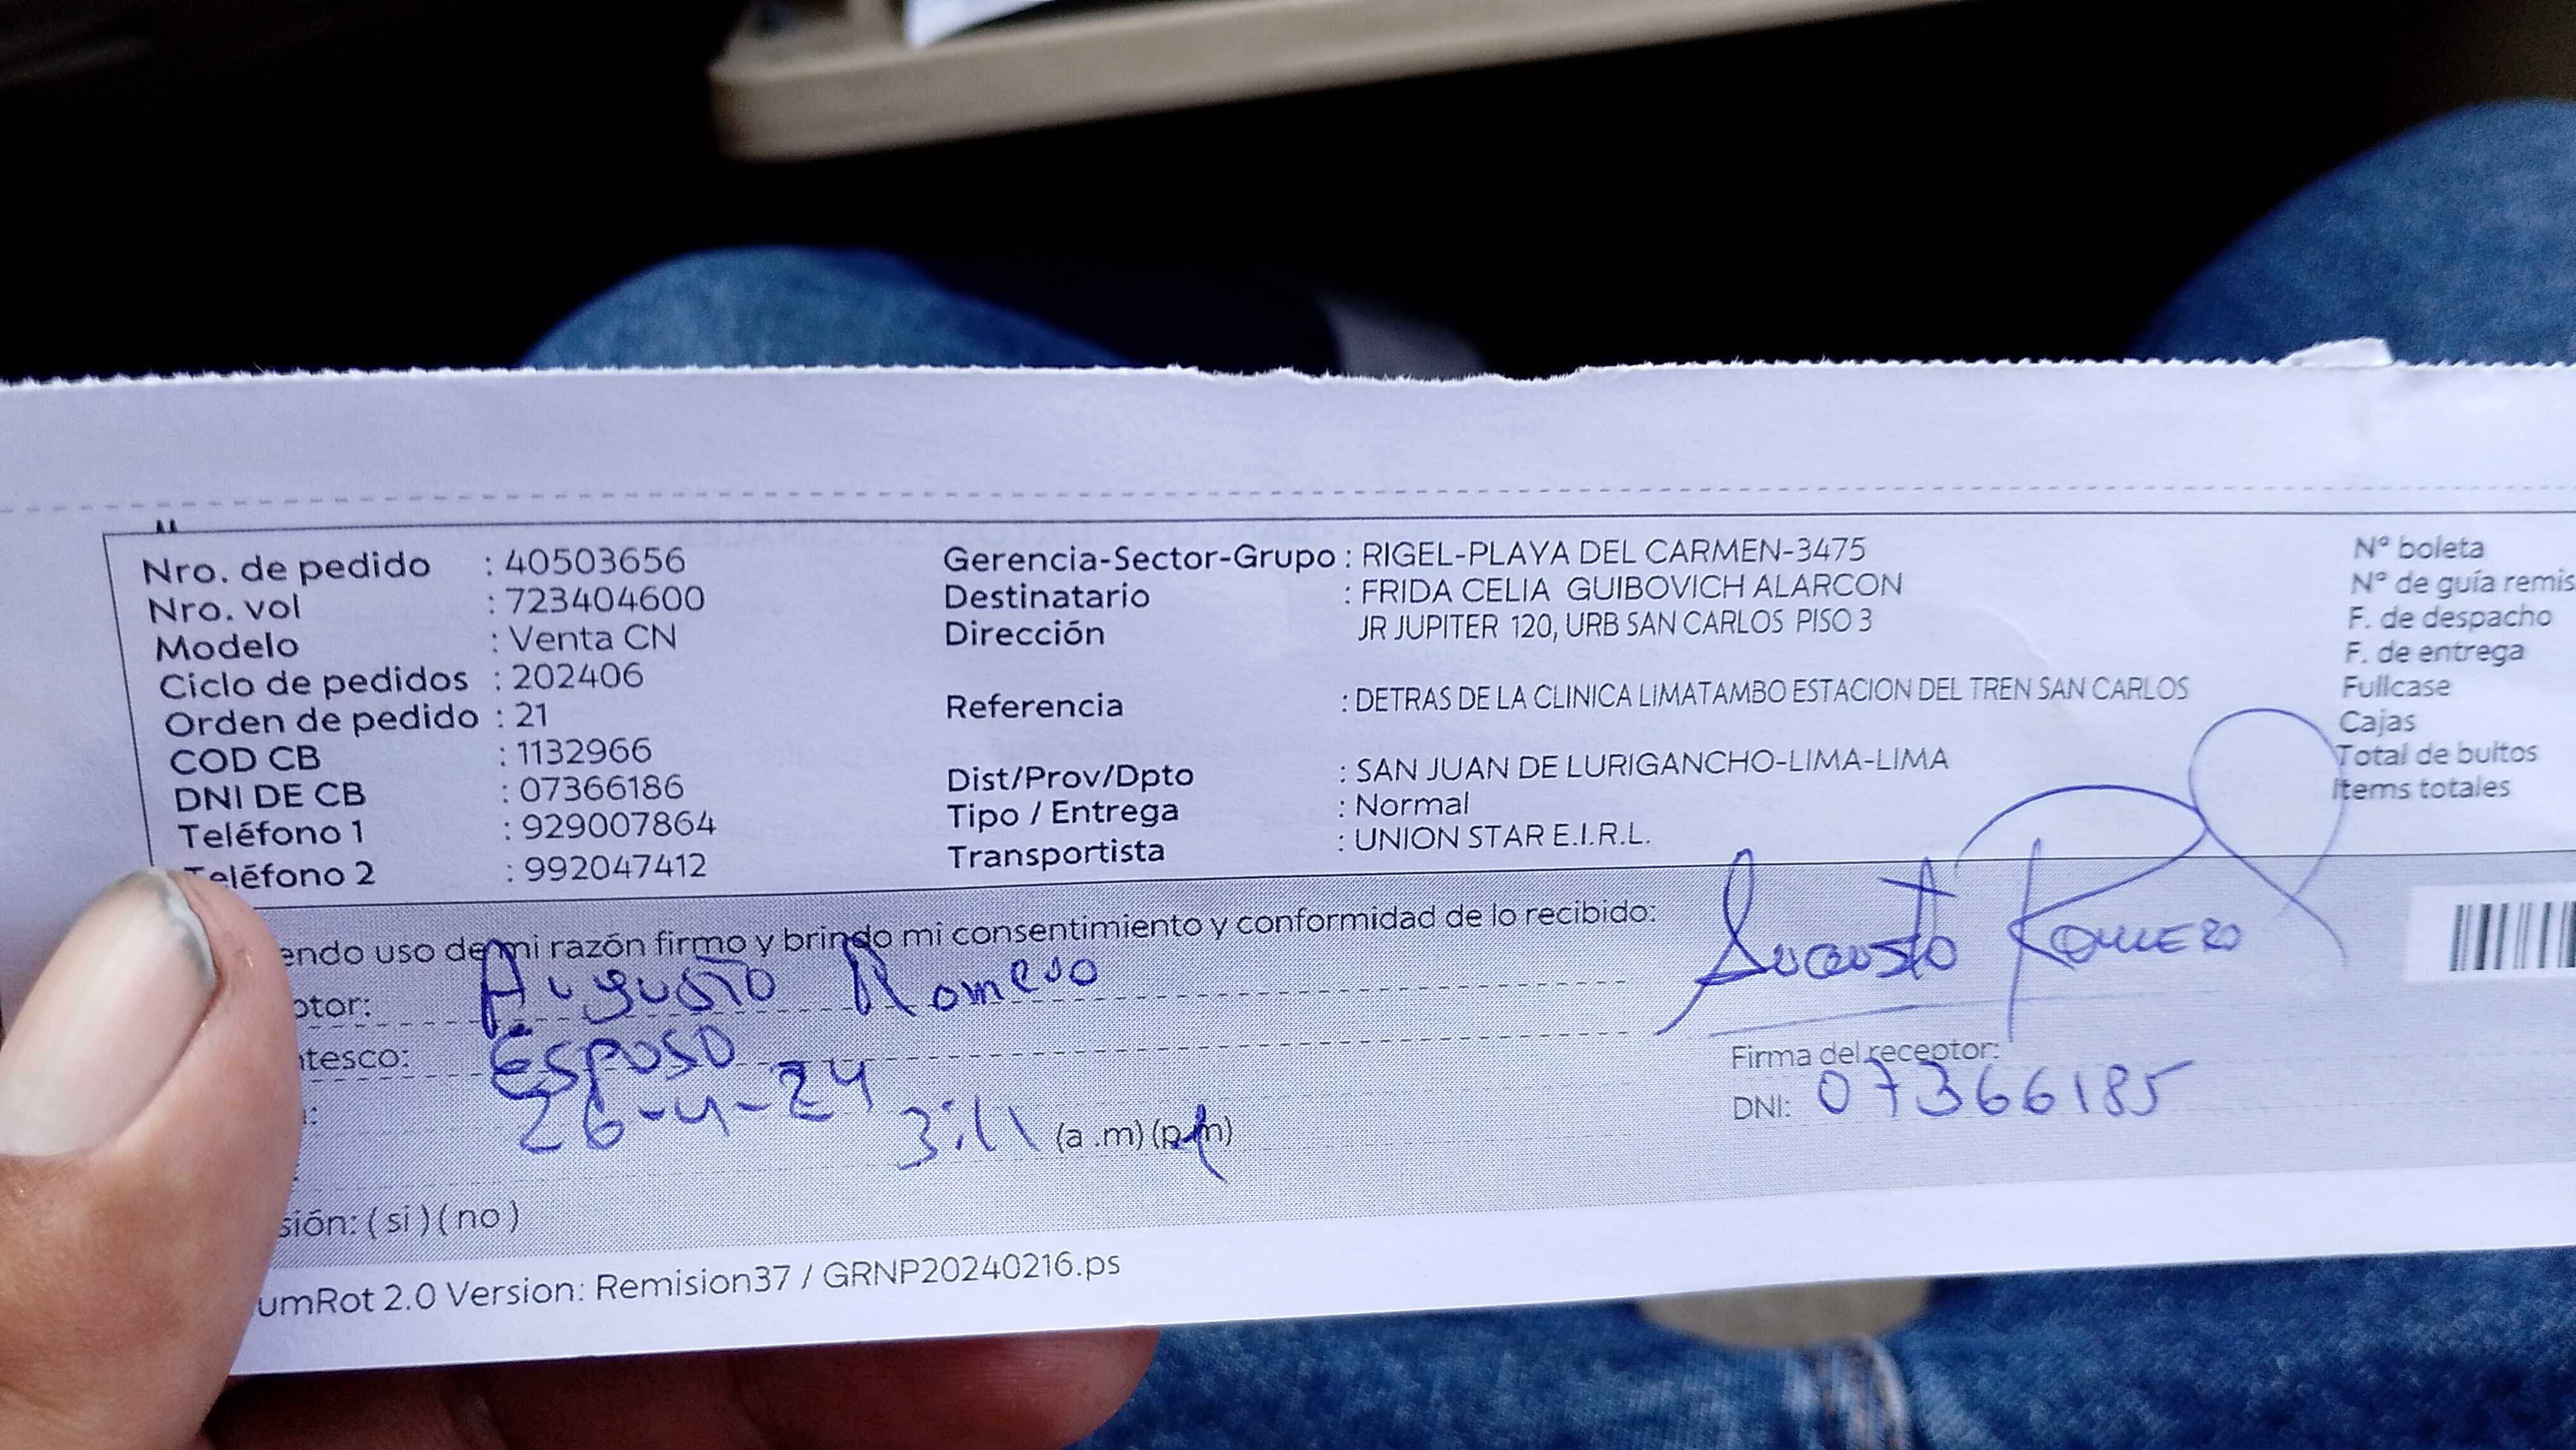 Nro. de pedido : 40503656
Nro. vol : 723404600
Modelo : Venta CN
Ciclo de pedidos : 202406
Orden de pedido : 21
COD CB : 1132966
DNI DE CB : 07366186
Teléfono 1 : 929007864
Teléfono 2 : 992047412
Gerencia-Sector-Grupo : RIGEL-PLAYA DEL CARMEN-3475
Destinatario : FRIDA CELIA GUIBOVICH ALARCON
Dirección JR JUPITER 120, URB SAN CARLOS PISO 3
Referencia : DETRAS DE LA CLINICA LIMATAMBO ESTACION DEL TREN SAN CARLOS
Dist/Prov/Dpto : SAN JUAN DE LURIGANCHO-LIMA-LIMA
Tipo / Entrega : Normal
Transportista : UNION STAR E.I.R.L.
N° boleta
N° de guía remis
F. de despacho
F. de entrega
Fullcase
Cajas
Total de bultos
Items totales
endo uso de mi razón firmo y brindo mi consentimiento y conformidad de lo recibido:
ptor: Augusto Romero
ntesco: Esposo
26-4-24
3:11 (a .m) (p.m)
sión: ( si ) ( no )
Augusto Romero
Firma del receptor:
DNI: 07366185
umRot 2.0 Version: Remision37 / GRNP20240216.ps